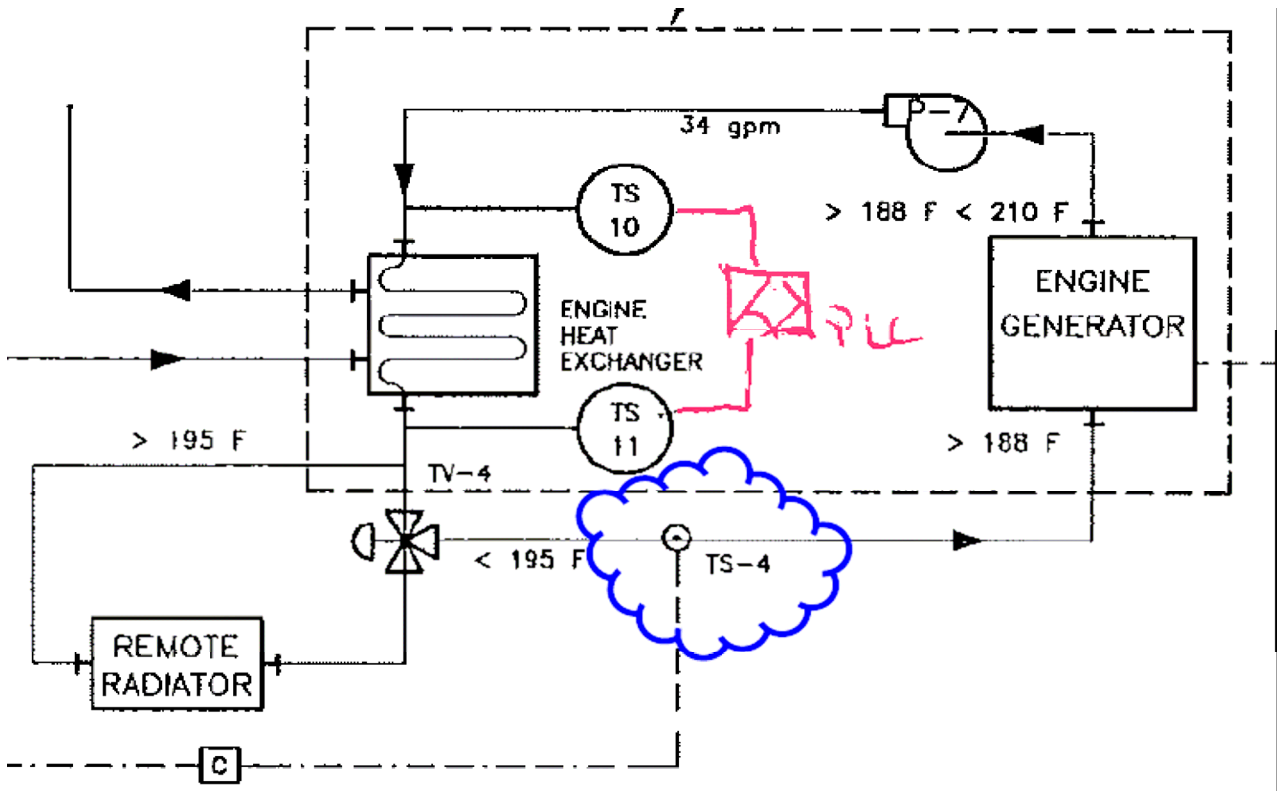 P-7
34 gpm
TS
10
> 188 F < 210 F
ENGINE
GENERATOR
ENGINE
HEAT
EXCHANGER
PLC
TS
11
> 195 F
> 188 F
TV-4
< 195 F
TS-4
REMOTE
RADIATOR
C